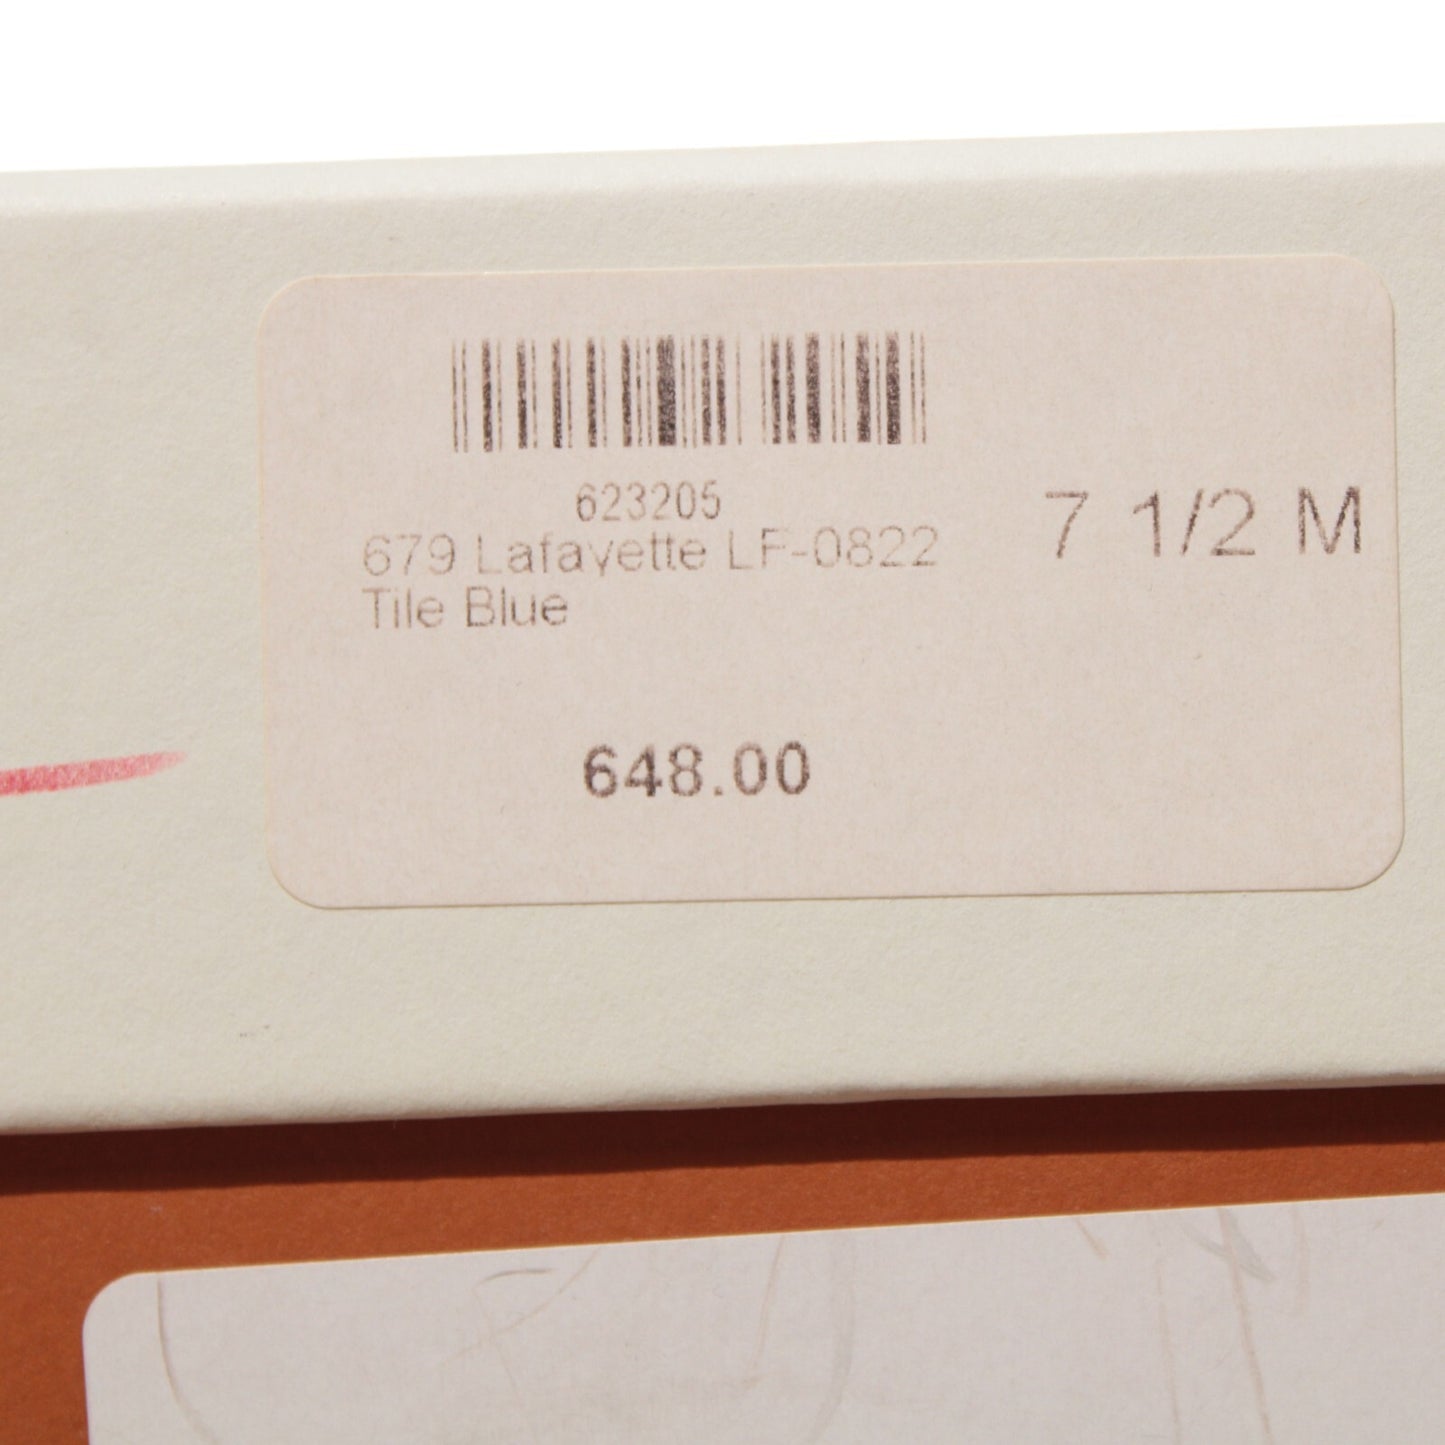 623205
679 Lafayette LF-0822
Tile Blue
7 1/2 M
648.00